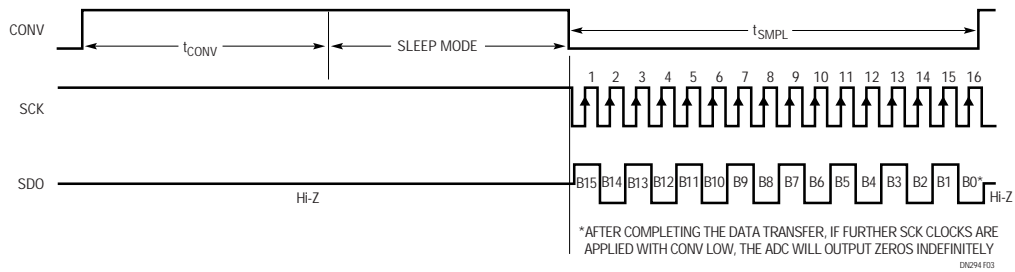 CONV
tCONV
SLEEP MODE
tSMPL
1 2 3 4 5 6 7 8 9 10 11 12 13 14 15 16
SCK
SDO
Hi-Z
B15 B14 B13 B12 B11 B10 B9 B8 B7 B6 B5 B4 B3 B2 B1 B0*
Hi-Z
*AFTER COMPLETING THE DATA TRANSFER, IF FURTHER SCK CLOCKS ARE
APPLIED WITH CONV LOW, THE ADC WILL OUTPUT ZEROS INDEFINITELY
DN294 F03